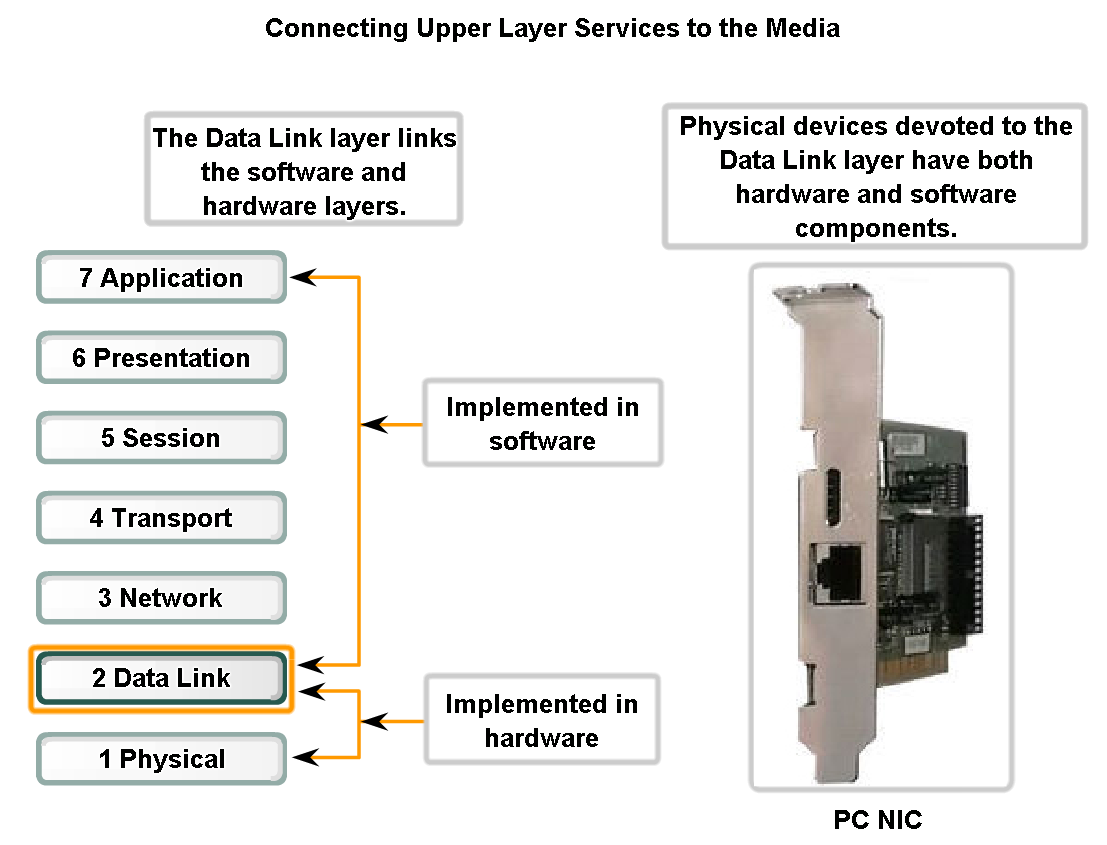 Connecting Upper Layer Services to the Media
The Data Link layer links
the software and
hardware layers.
Physical devices devoted to the
Data Link layer have both
hardware and software
components.
7 Application
6 Presentation
5 Session
4 Transport
3 Network
2 Data Link
1 Physical
Implemented in
software
Implemented in
hardware
PC NIC